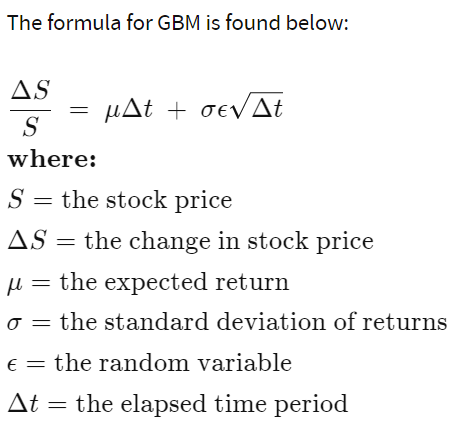 The formula for GBM is found below:
ΔS/S = μΔt + σϵ√Δt
where:
S = the stock price
ΔS = the change in stock price
μ = the expected return
σ = the standard deviation of returns
ϵ = the random variable
Δt = the elapsed time period